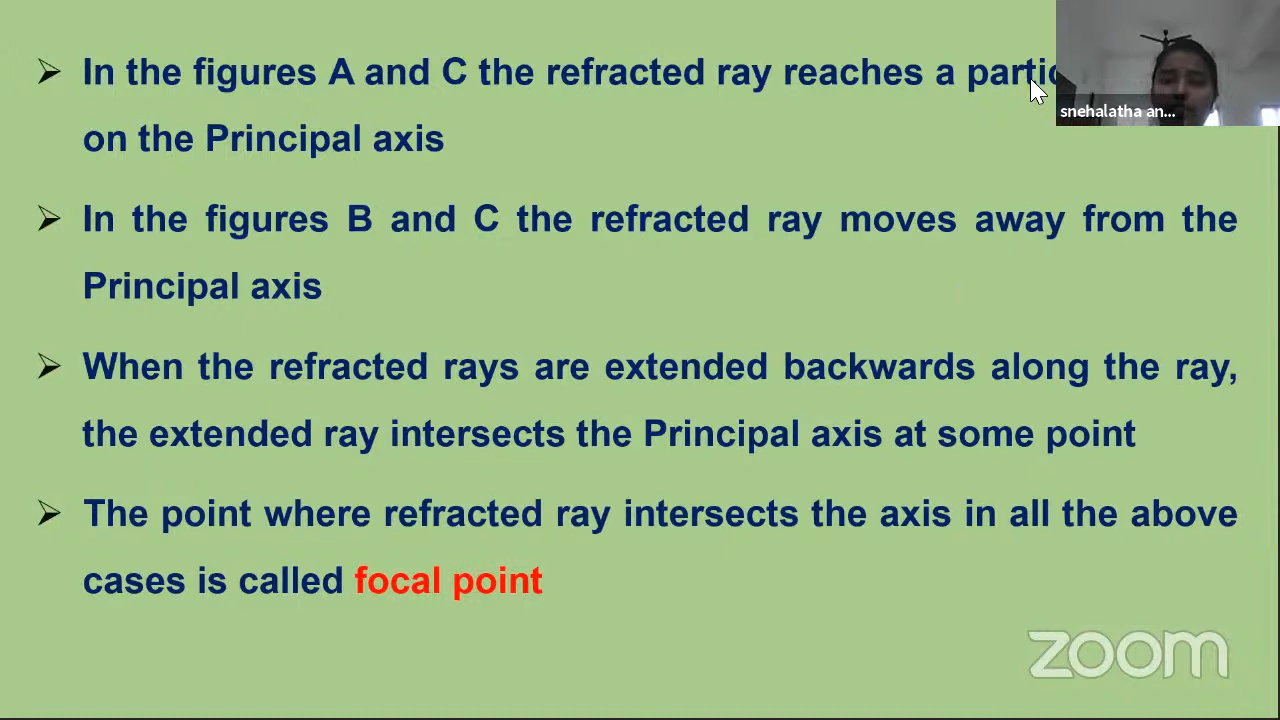 In the figures A and C the refracted ray reaches a
on the Principal axis
In the figures B and C the refracted ray moves away from the
Principal axis
When the refracted rays are extended backwards along the ray,
the extended ray intersects the Principal axis at some point
The point where refracted ray intersects the axis in all the above
cases is called focal point
snehalatha an...
zoom